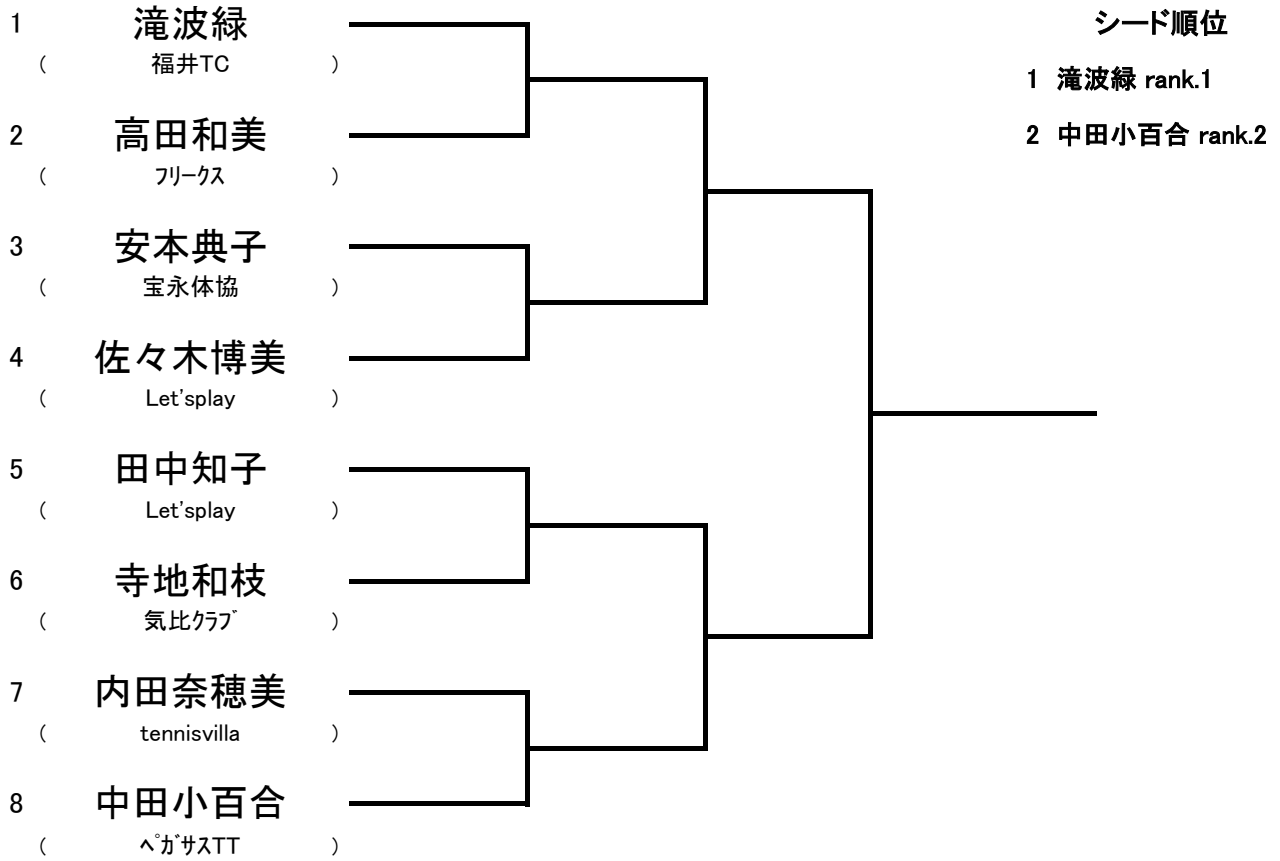 1 滝波緑
( 福井TC )
2 高田和美
( ﾌﾘｰｸｽ )
3 安本典子
( 宝永体協 )
4 佐々木博美
( Let'splay )
5 田中知子
( Let'splay )
6 寺地和枝
( 気比ｸﾗﾌﾞ )
7 内田奈穂美
( tennisvilla )
8 中田小百合
( ﾍﾟｶﾞｻｽTT )
シード順位
1 滝波緑 rank.1
2 中田小百合 rank.2